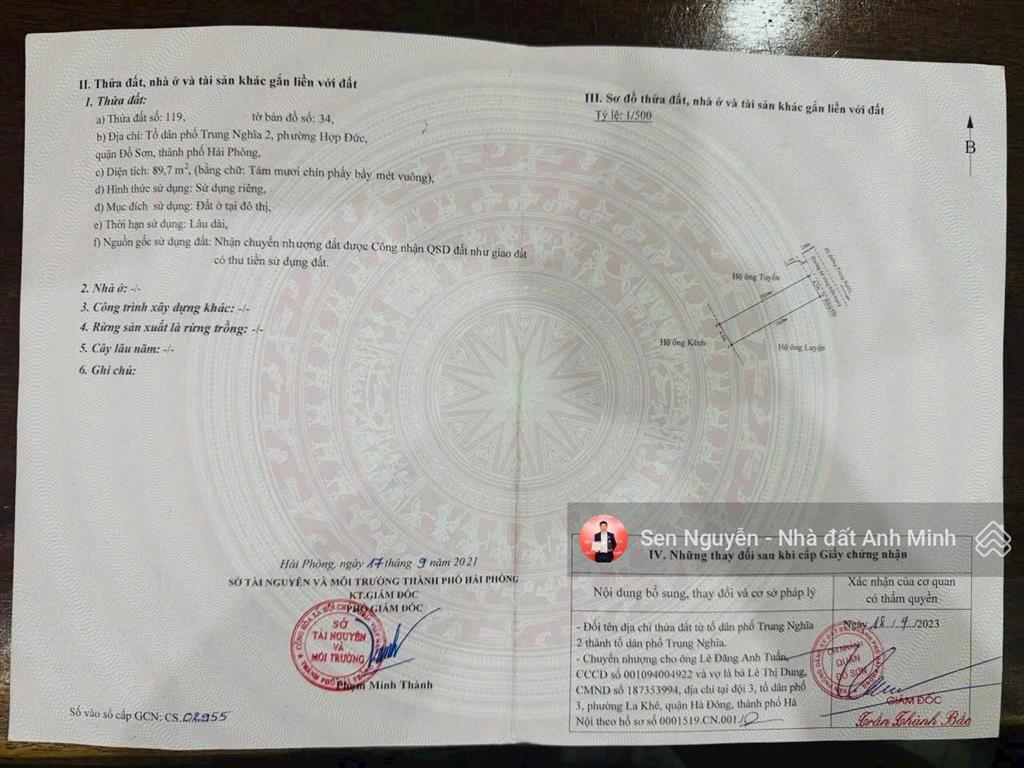 II. Thửa đất, nhà ở và tài sản khác gắn liền với đất
1. Thửa đất:
a) Thửa đất số: 119, tờ bản đồ số: 34,
b) Địa chỉ: Tổ dân phố Trung Nghĩa 2, phường Hợp Đức,
quận Đồ Sơn, thành phố Hải Phòng,
c) Diện tích: 89,7 m², (bằng chữ: Tám mươi chín phẩy bảy mét vuông),
d) Hình thức sử dụng: Sử dụng riêng,
đ) Mục đích sử dụng: Đất ở tại đô thị,
e) Thời hạn sử dụng: Lâu dài,
f) Nguồn gốc sử dụng đất: Nhận chuyển nhượng đất được Công nhận QSD đất như giao đất
có thu tiền sử dụng đất.
2. Nhà ở: -/-
3. Công trình xây dựng khác: -/-
4. Rừng sản xuất là rừng trồng: -/-
5. Cây lâu năm: -/-
6. Ghi chú:
Hải Phòng, ngày 17 tháng 9 năm 2021
SỞ TÀI NGUYÊN VÀ MÔI TRƯỜNG THÀNH PHỐ HẢI PHÒNG
KT.GIÁM ĐỐC
PHÓ GIÁM ĐỐC
SỞ
TÀI NGUYÊN
VÀ
MÔI TRƯỜNG
Phạm Minh Thành
Số vào sổ cấp GCN: CS.02955
III. Sơ đồ thửa đất, nhà ở và tài sản khác gắn liền với đất
Tỷ lệ: 1/500
B
Hộ ông Tuyển
Hộ ông Kênh
Hộ ông Luyện
Sen Nguyễn - Nhà đất Anh Minh
IV. Những thay đổi sau khi cấp Giấy chứng nhận
Nội dung bổ sung, thay đổi và cơ sở pháp lý
Xác nhận của cơ quan
có thẩm quyền
- Đổi tên địa chỉ thửa đất từ tổ dân phố Trung Nghĩa
2 thành tổ dân phố Trung Nghĩa.
- Chuyển nhượng cho ông Lê Đăng Anh Tuấn,
CCCD số 001094004922 và vợ là bà Lê Thị Dung,
CMND số 187353994, địa chỉ tại đội 3, tổ dân phố
3, phường La Khê, quận Hà Đông, thành phố Hà
Nội theo hồ sơ số 0001519.CN.001
Ngày 18 / 4 /2023
CHI NHÁNH
QUẬN
ĐỒ SƠN
GIÁM ĐỐC
Trần Thành Bắc